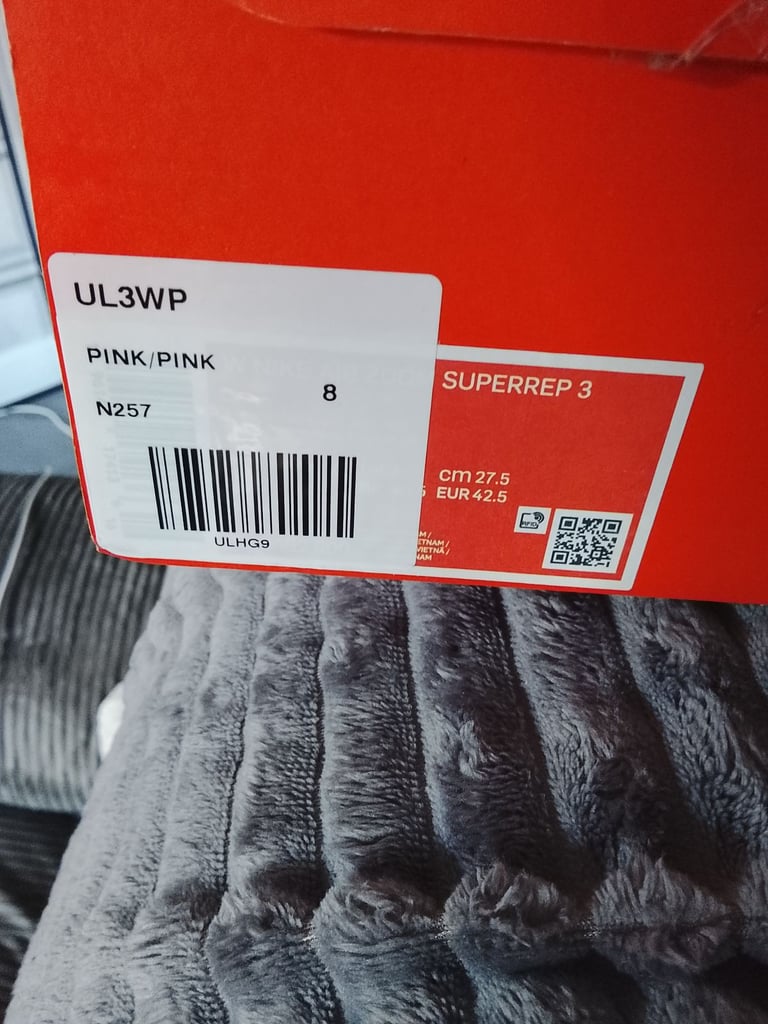 UL3WP
PINK/PINK
8
N257
ULHG9
SUPERREP 3
cm 27.5
EUR 42.5